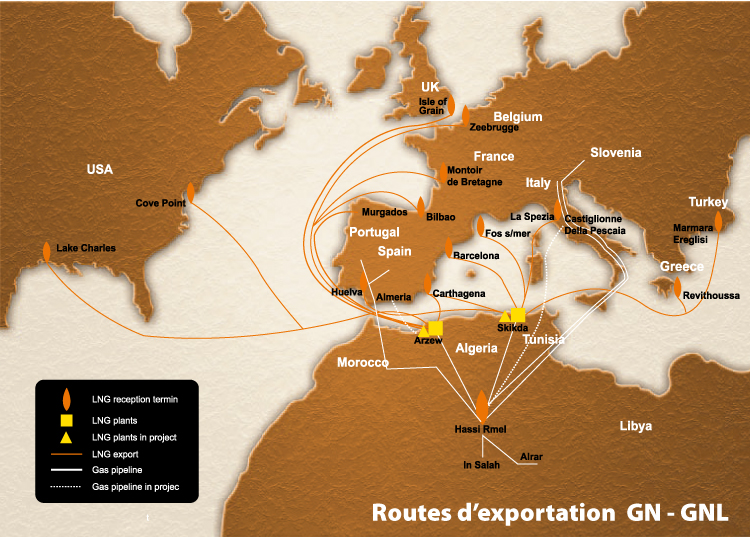 UK
Isle of
Grain
Belgium
Zeebrugge
France
Slovenia
USA
Montoir
de Bretagne
Italy
Cove Point
Murgados
Bilbao
La Spezia
Castiglionne
Della Pescaia
Turkey
Marmara
Ereglisi
Portugal
Fos s/mer
Lake Charles
Spain
Barcelona
Greece
Huelva
Almeria
Carthagena
Revithoussa
Arzew
Skikda
Algeria
Tunisia
Morocco
LNG reception termin
LNG plants
LNG plants in project
LNG export
Gas pipeline
Gas pipeline in projec
Hassi Rmel
Libya
In Salah
Alrar
Routes d'exportation GN - GNL